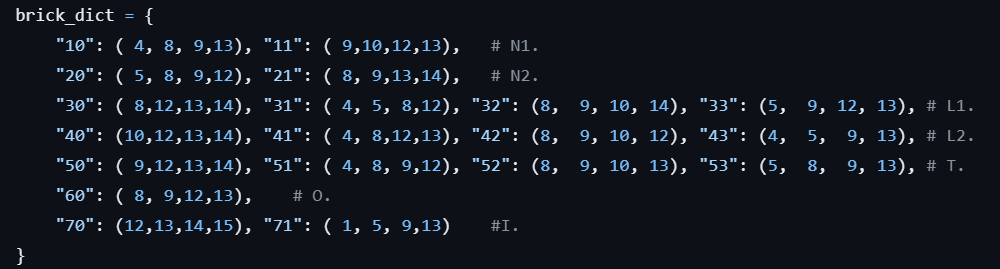 brick_dict = {
    "10": ( 4, 8, 9,13), "11": ( 9,10,12,13),   # N1.
    "20": ( 5, 8, 9,12), "21": ( 8, 9,13,14),   # N2.
    "30": ( 8,12,13,14), "31": ( 4, 5, 8,12), "32": (8,  9, 10, 14), "33": (5,  9, 12, 13), # L1.
    "40": (10,12,13,14), "41": ( 4, 8,12,13), "42": (8,  9, 10, 12), "43": (4,  5,  9, 13), # L2.
    "50": ( 9,12,13,14), "51": ( 4, 8, 9,12), "52": (8,  9, 10, 13), "53": (5,  8,  9, 13), # T.
    "60": ( 8, 9,12,13),    # O.
    "70": (12,13,14,15), "71": ( 1, 5, 9,13)    #I.
}